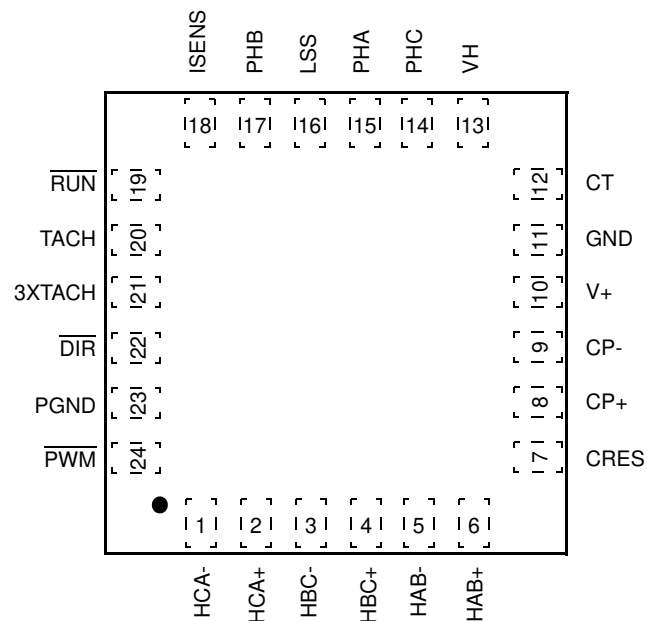 ISENS
PHB
LSS
PHA
PHC
VH
18
17
16
15
14
13
RUN
19
12
CT
TACH
20
11
GND
3XTACH
21
10
V+
DIR
22
9
CP-
PGND
23
8
CP+
PWM
24
7
CRES
1
2
3
4
5
6
HCA-
HCA+
HBC-
HBC+
HAB-
HAB+